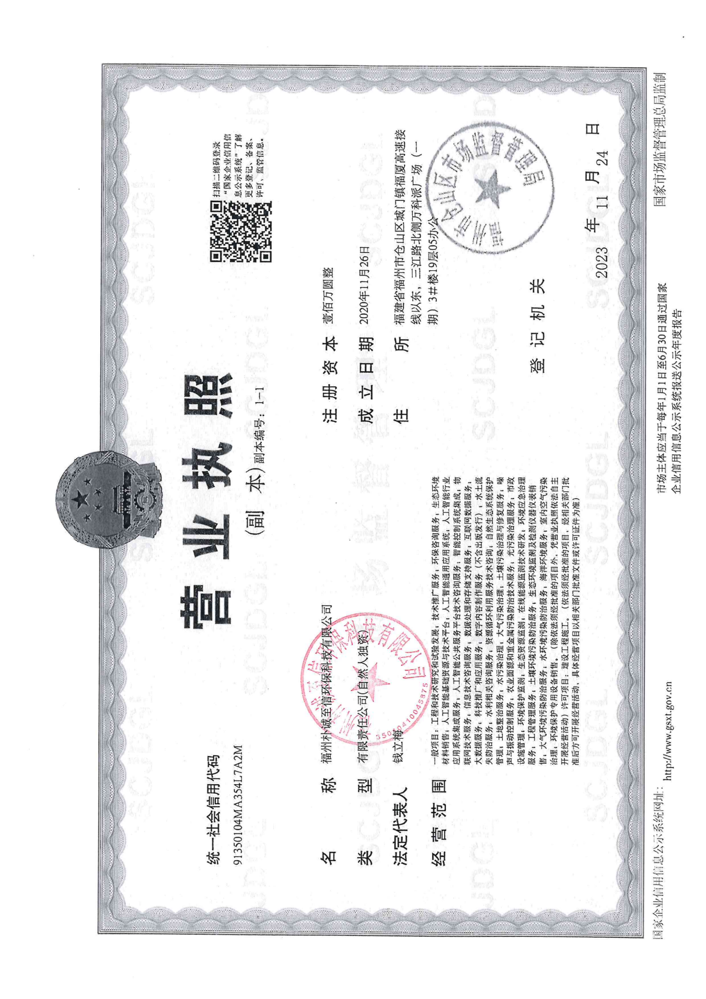 营业执照
(副 本)副本编号：1-1
统一社会信用代码
91350104MA354L7A2M
扫描二维码登录
“国家企业信用信
息公示系统”了解
更多登记、备案、
许可、监管信息。
名称 福州朴诚至信环保科技有限公司
类型 有限责任公司(自然人独资)
法定代表人 钱立梅
经营范围 一般项目：工程和技术研究和试验发展；技术推广服务；环保咨询服务；生态环境
材料销售；人工智能基础资源与技术平台；人工智能通用应用系统；人工智能行业
应用系统集成服务；人工智能公共服务平台技术咨询服务；智能控制系统集成；物
联网技术服务；信息技术咨询服务；数据处理和存储支持服务；互联网数据服务；
大数据服务；科技推广和应用服务；数字内容制作服务（不含出版发行）；水土流
失防治服务；水利相关咨询服务；资源循环利用服务技术咨询；自然生态系统保护
管理；土地整治服务；水污染治理；大气污染治理；土壤污染治理与修复服务；噪
声与振动控制服务；农业面源和重金属污染防治技术服务；光污染治理服务；市政
设施管理；环境保护监测；生态资源监测；在线能源监测技术研发；环境应急治理
服务；工程管理服务；土壤环境污染防治服务；生态环境监测及检测仪器仪表销
售；大气环境污染防治服务；水环境污染防治服务；海洋环境服务；室内空气污染
治理；环境保护专用设备销售。（除依法须经批准的项目外，凭营业执照依法自主
开展经营活动）许可项目：建设工程施工。（依法须经批准的项目，经相关部门批
准后方可开展经营活动，具体经营项目以相关部门批准文件或许可证件为准）
注册资本 壹佰万圆整
成立日期 2020年11月26日
住所 福建省福州市仓山区城门镇福厦高速接
线以东，三江路北侧万科派广场（一
期）3#楼19层05办公
登记机关
福州市仓山区市场监督管理局
2023 年 11 月 24 日
至信环保科技有限公司
35010410045875
国家企业信用信息公示系统网址：
http://www.gsxt.gov.cn
市场主体应当于每年1月1日至6月30日通过国家
企业信用信息公示系统报送公示年度报告
国家市场监督管理总局监制